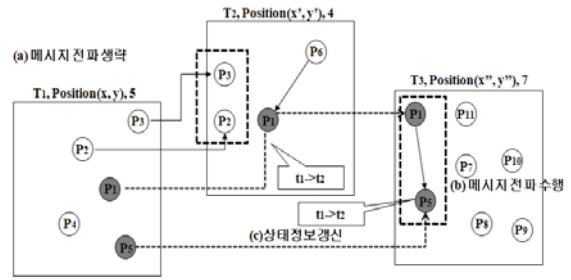 T2, Position(x', y'), 4
(a) 메시지 전파 생략
P6
T3, Position(x'', y''), 7
T1, Position(x, y), 5
P3
P3
P2
P1
P1
P11
P2
t1->t2
P7
P10
P1
(b) 메시지 전파 수행
P5
t1->t2
P4
P8
P9
P5
(c)상태정보갱신